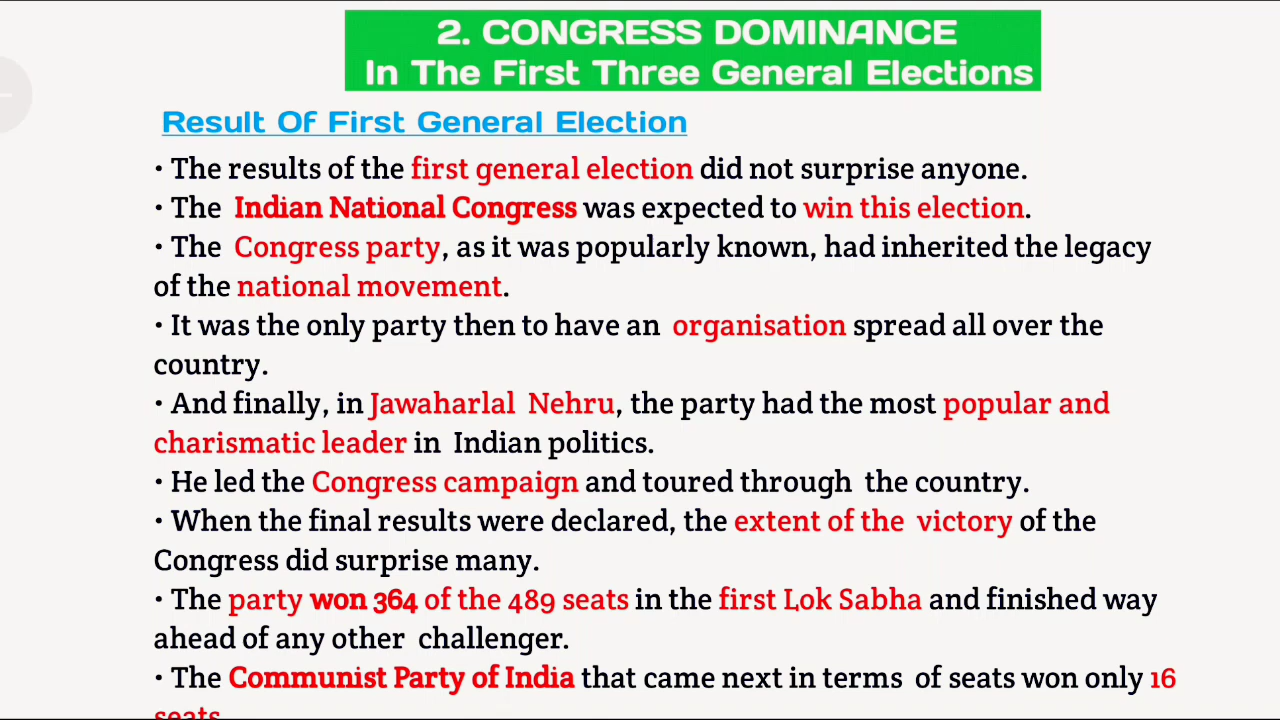 2. CONGRESS DOMINANCE
In The First Three General Elections
Result Of First General Election
• The results of the first general election did not surprise anyone.
• The Indian National Congress was expected to win this election.
• The Congress party, as it was popularly known, had inherited the legacy
of the national movement.
• It was the only party then to have an organisation spread all over the
country.
• And finally, in Jawaharlal Nehru, the party had the most popular and
charismatic leader in Indian politics.
• He led the Congress campaign and toured through the country.
• When the final results were declared, the extent of the victory of the
Congress did surprise many.
• The party won 364 of the 489 seats in the first Lok Sabha and finished way
ahead of any other challenger.
• The Communist Party of India that came next in terms of seats won only 16
seats